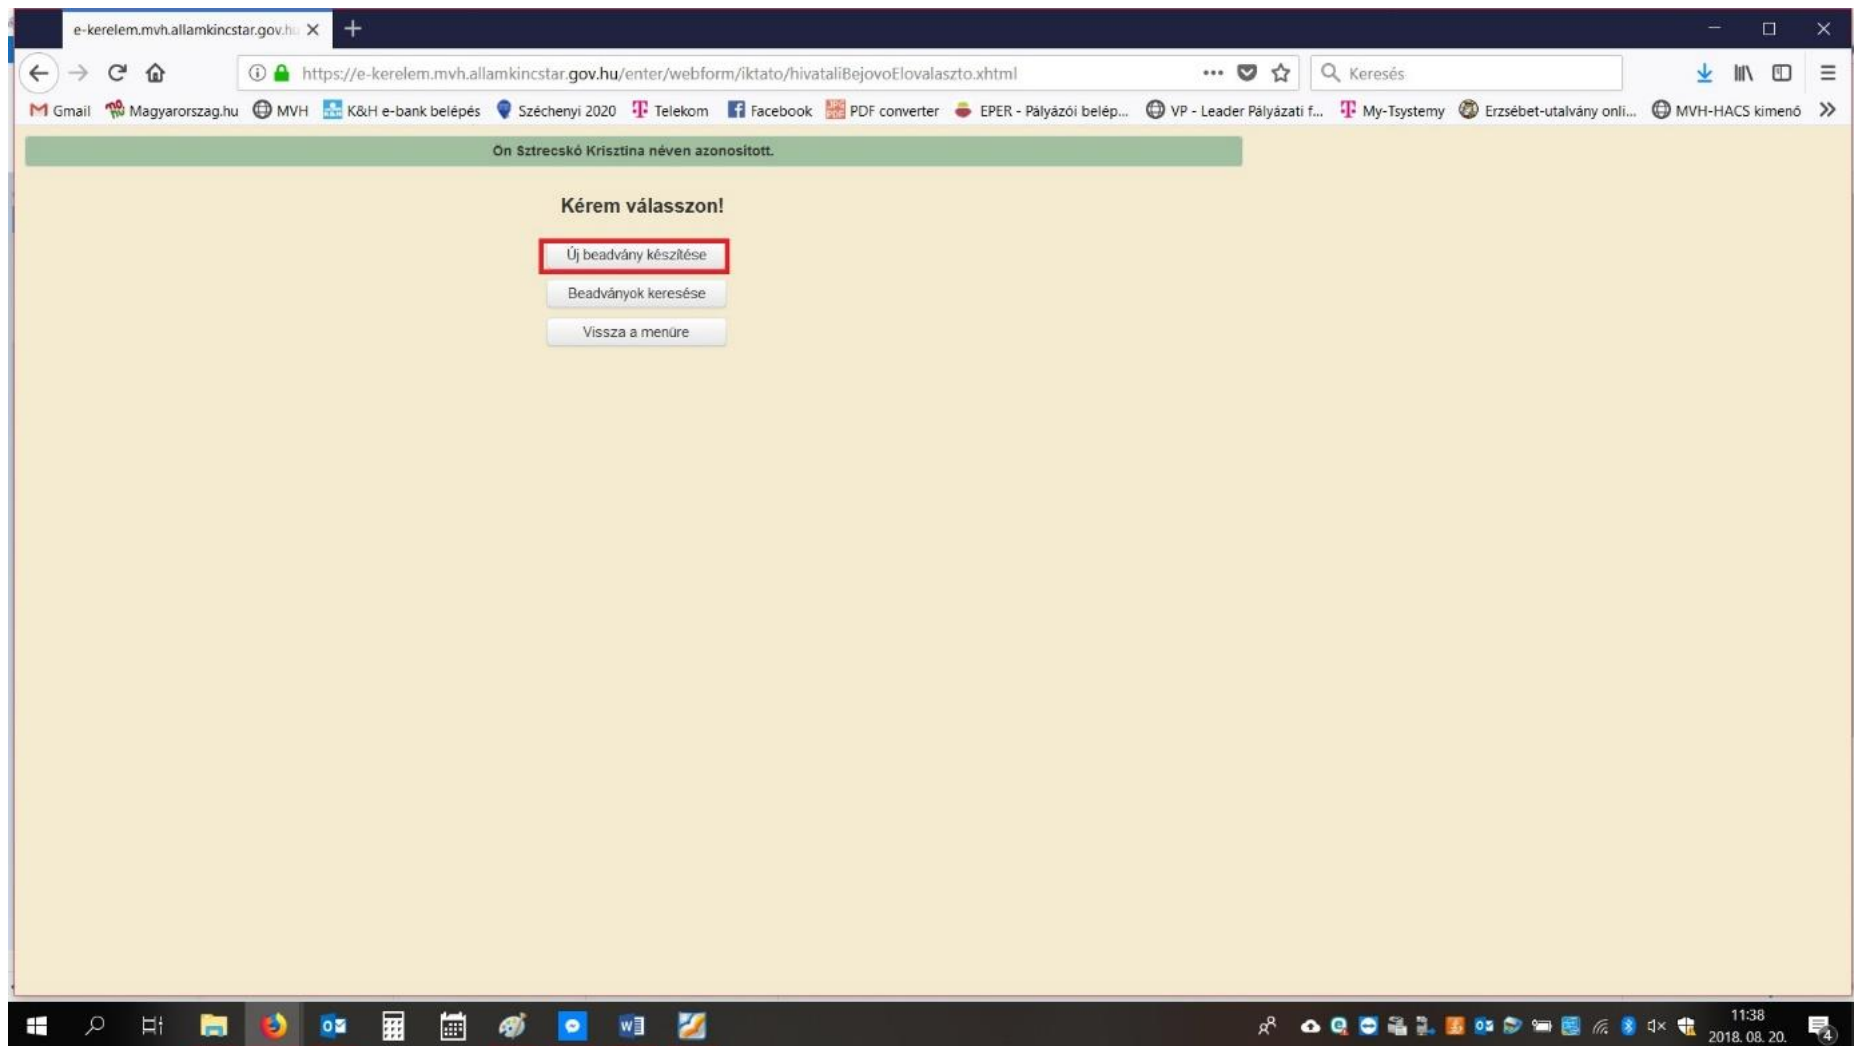 e-kerelem.mvh.allamkincstar.gov.hu
https://e-kerelem.mvh.allamkincstar.gov.hu/enter/webform/iktato/hivataliBejovoElovalaszto.xhtml
Keresés
Gmail Magyarorszag.hu MVH K&H e-bank belépés Széchenyi 2020 Telekom Facebook PDF converter EPER - Pályázói belép... VP - Leader Pályázati f... My-Tsystemy Erzsébet-utalvány onli... MVH-HACS kimenő
Ön Sztrecskó Krisztina néven azonosított.
Kérem válasszon!
Új beadvány készítése
Beadványok keresése
Vissza a menüre
11:38
2018. 08. 20.
4